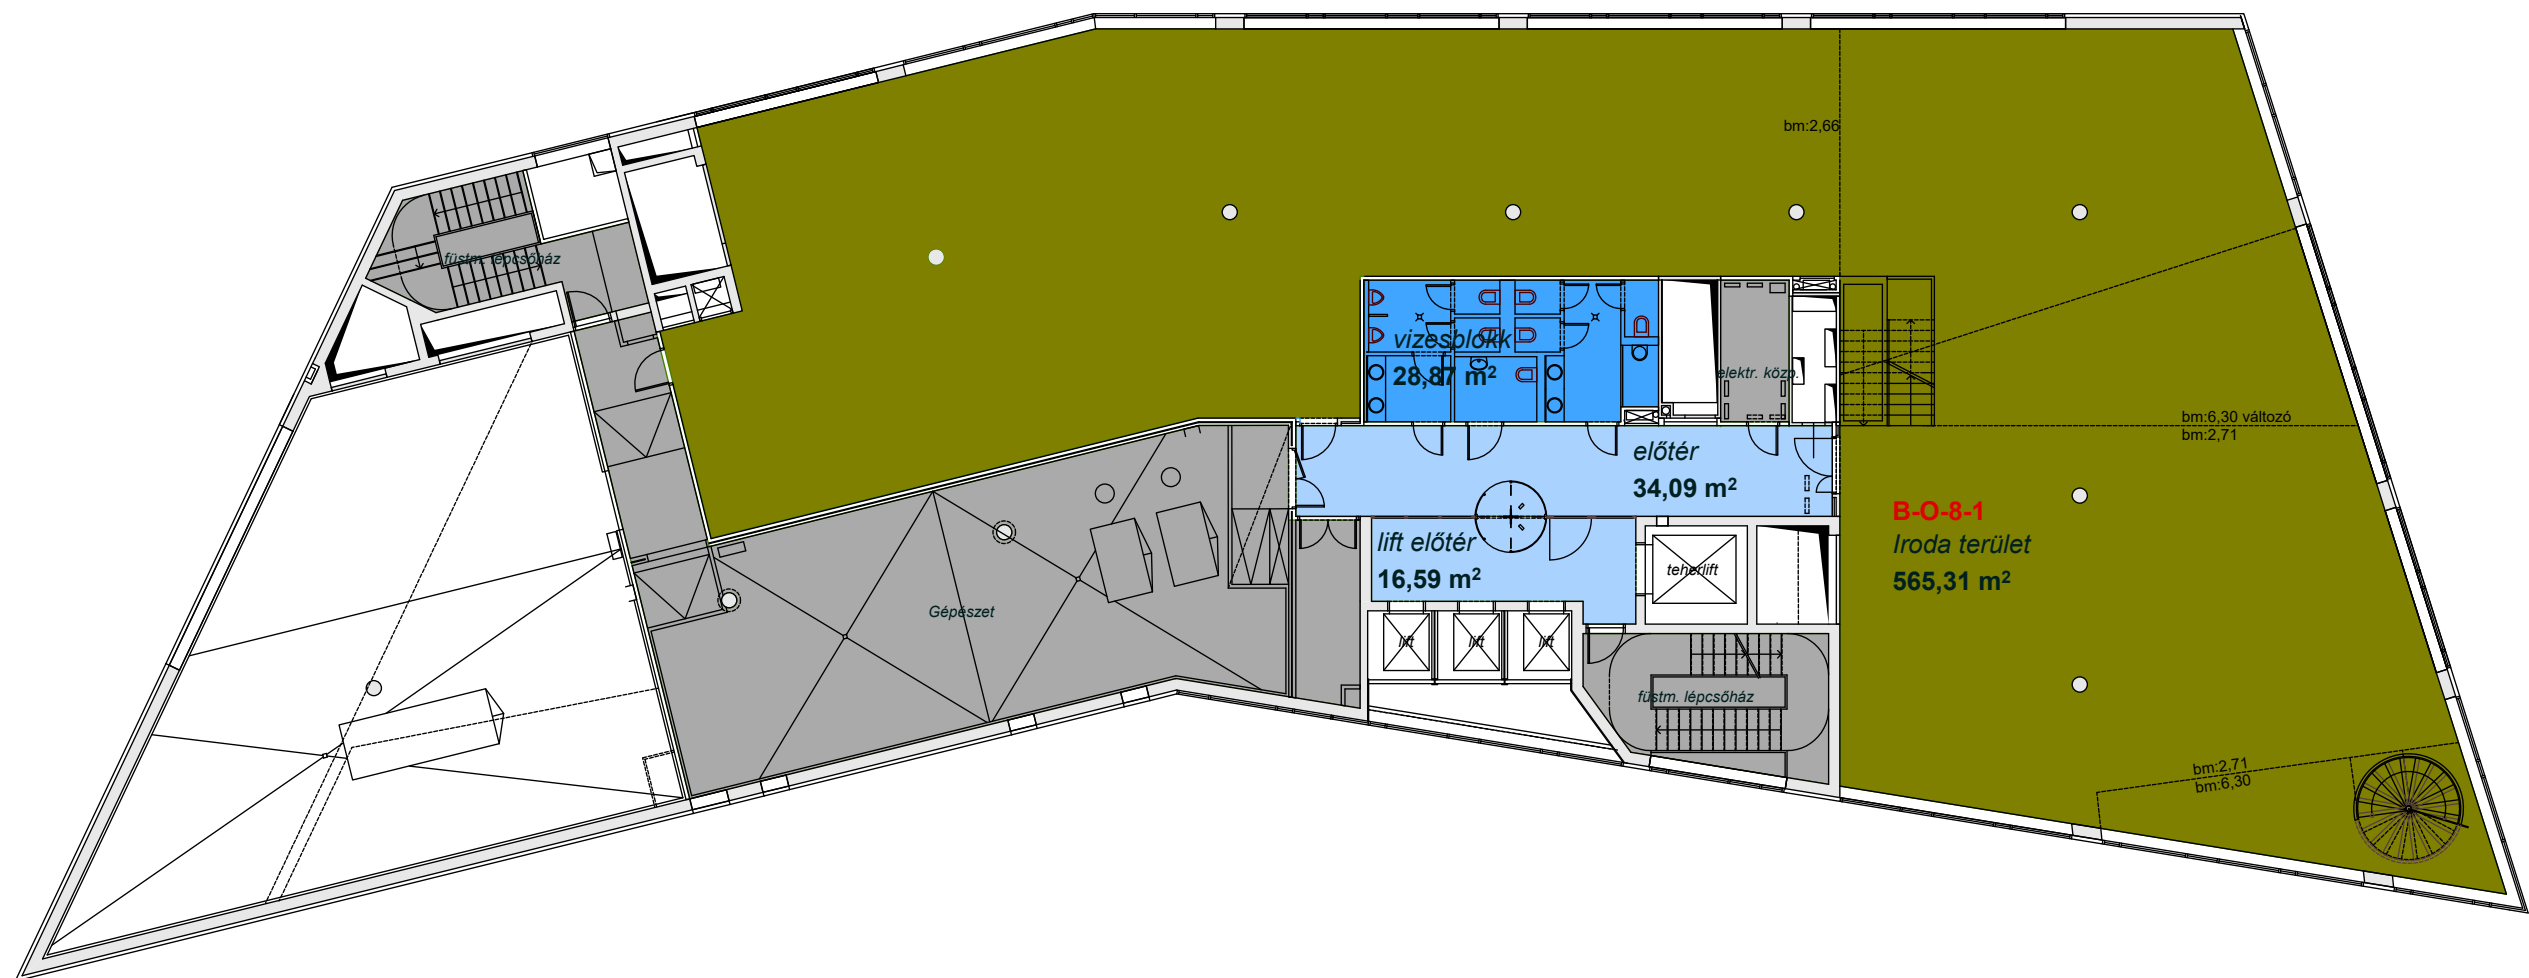 bm:2,66
füstm. lépcsőház
vizesblokk
28,87 m²
elektr. közp.
bm:6,30 változó
bm:2,71
előtér
34,09 m²
B-O-8-1
Iroda terület
565,31 m²
lift előtér
16,59 m²
teherlift
Gépészet
lift
lift
lift
füstm. lépcsőház
bm:2,71
bm:6,30